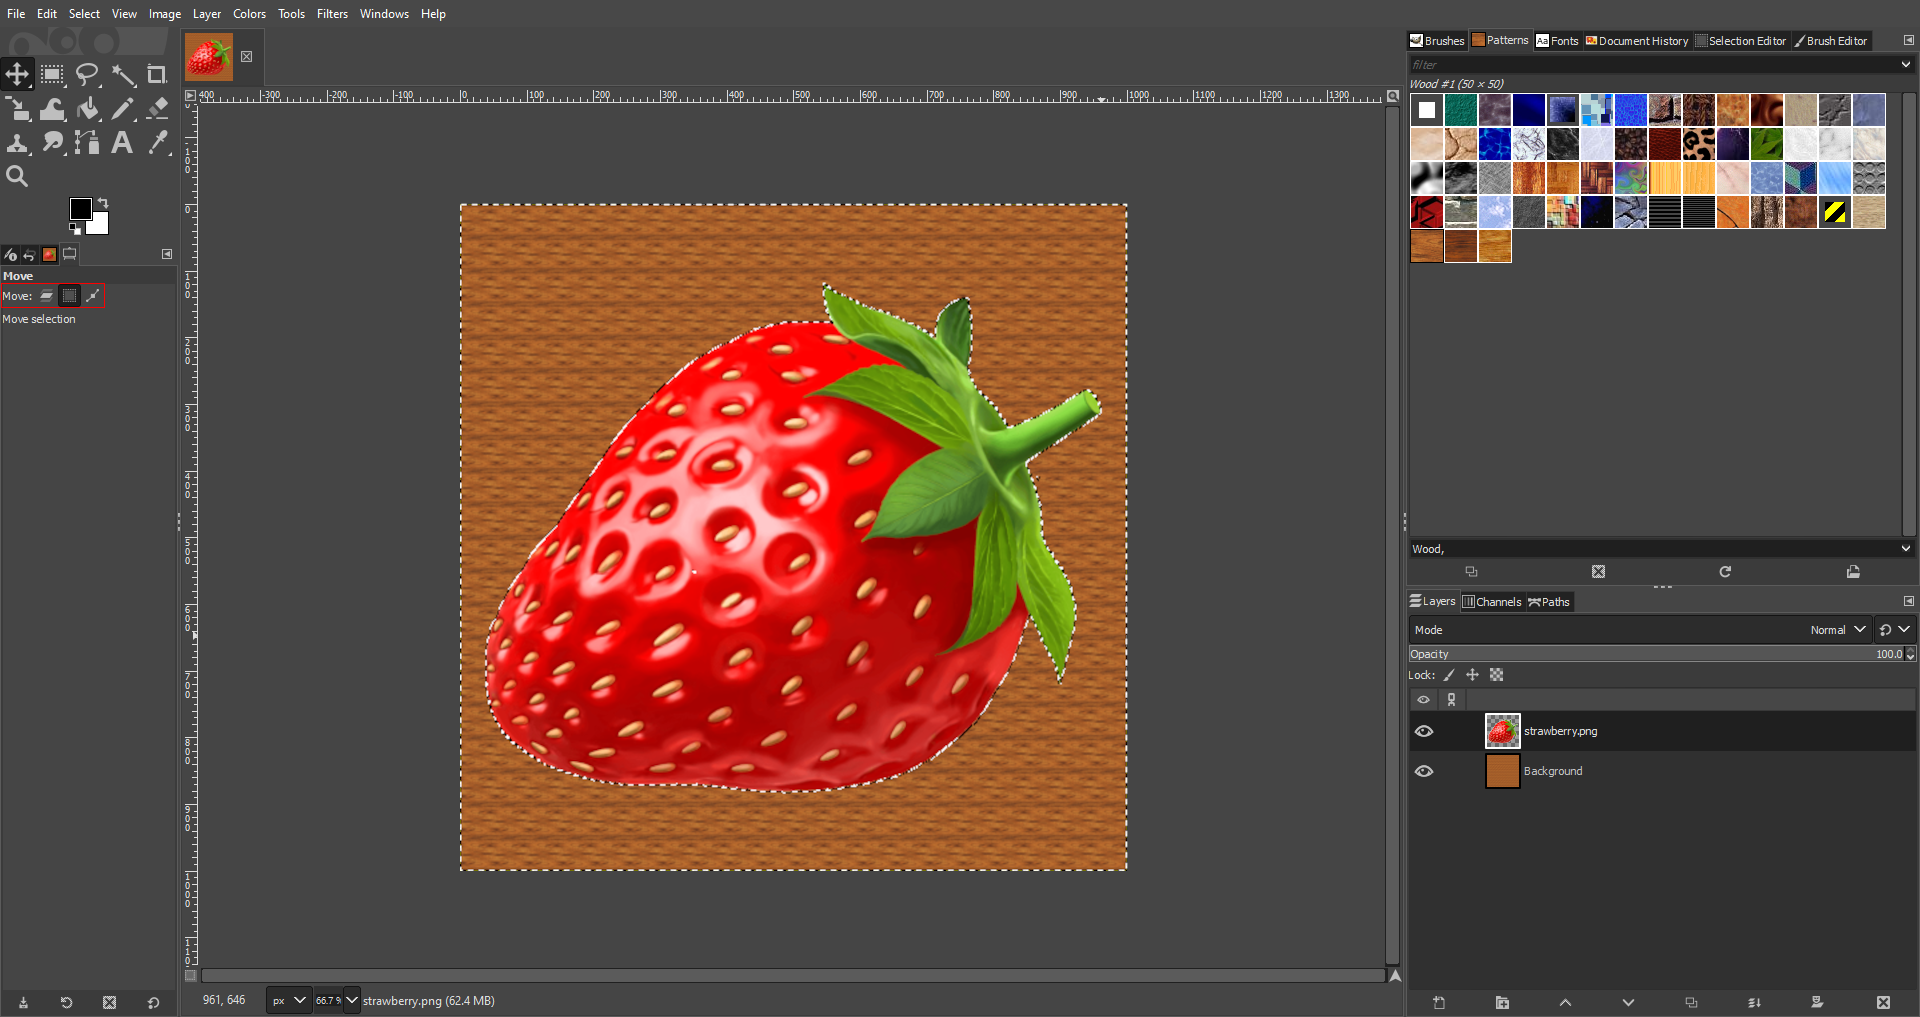 File Edit Select View Image Layer Colors Tools Filters Windows Help
Brushes Patterns Fonts Document History Selection Editor Brush Editor
filter
Wood #1 (50 × 50)
400 -300 -200 -100 0 100 200 300 400 500 600 700 800 900 1000 1100 1200 1300
Move
Move:
Move selection
Wood,
Layers Channels Paths
Mode Normal
Opacity 100.0
Lock:
strawberry.png
Background
961, 646 px 66.7 % strawberry.png (62.4 MB)